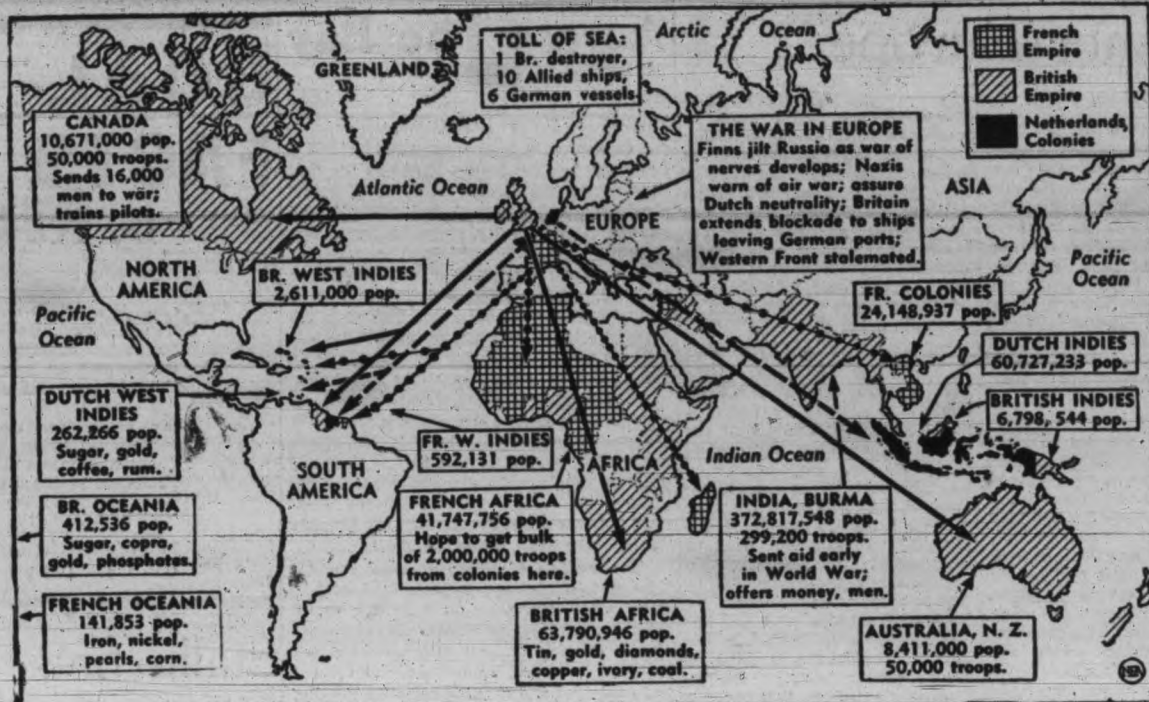 TOLL OF SEA:
1 Br. destroyer,
10 Allied ships,
6 German vessels.
Arctic Ocean
French
Empire
British
Empire
Netherlands
Colonies
GREENLAND
CANADA
10,671,000 pop.
50,000 troops.
Sends 16,000
men to war;
trains pilots.
Atlantic Ocean
THE WAR IN EUROPE
Finns jilt Russia as war of
nerves develops; Nazis
warn of air war; assure
Dutch neutrality; Britain
extends blockade to ships
leaving German ports;
Western Front stalemated.
EUROPE
ASIA
Pacific
Ocean
NORTH
AMERICA
BR. WEST INDIES
2,611,000 pop.
Pacific
Ocean
FR. COLONIES
24,148,937 pop.
DUTCH INDIES
60,727,233 pop.
BRITISH INDIES
6,798,544 pop.
DUTCH WEST
INDIES
262,266 pop.
Sugar, gold,
coffee, rum.
FR. W. INDIES
592,131 pop.
SOUTH
AMERICA
AFRICA
Indian Ocean
BR. OCEANIA
412,536 pop.
Sugar, copra,
gold, phosphates.
FRENCH AFRICA
41,747,756 pop.
Hope to get bulk
of 2,000,000 troops
from colonies here.
INDIA, BURMA
372,817,548 pop.
299,200 troops.
Sent aid early
in World War;
offers money, men.
FRENCH OCEANIA
141,853 pop.
Iron, nickel,
pearls, corn.
BRITISH AFRICA
63,790,946 pop.
Tin, gold, diamonds,
copper, ivory, coal.
AUSTRALIA, N. Z.
8,411,000 pop.
50,000 troops.
NEA